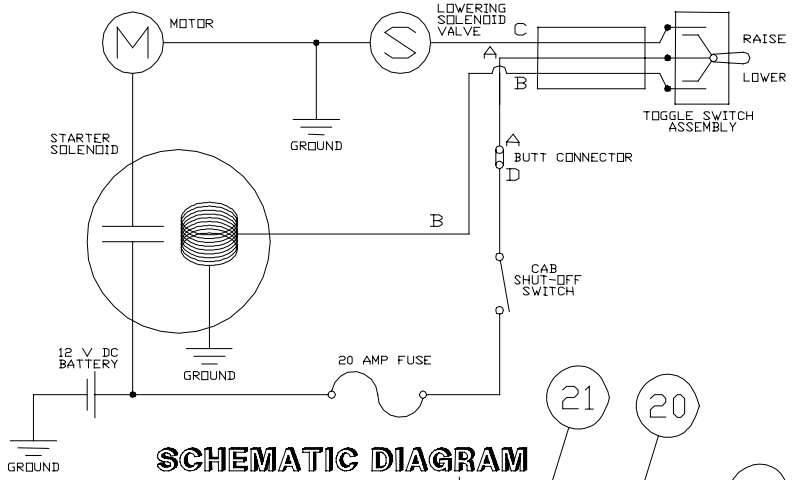 LOWERING
SOLENOID
VALVE
MOTOR
M
S
C
A
B
RAISE
LOWER
TOGGLE SWITCH
ASSEMBLY
GROUND
STARTER
SOLENOID
A
BUTT CONNECTOR
D
B
CAB
SHUT-OFF
SWITCH
12 V DC
BATTERY
GROUND
20 AMP FUSE
21
20
GROUND
SCHEMATIC DIAGRAM